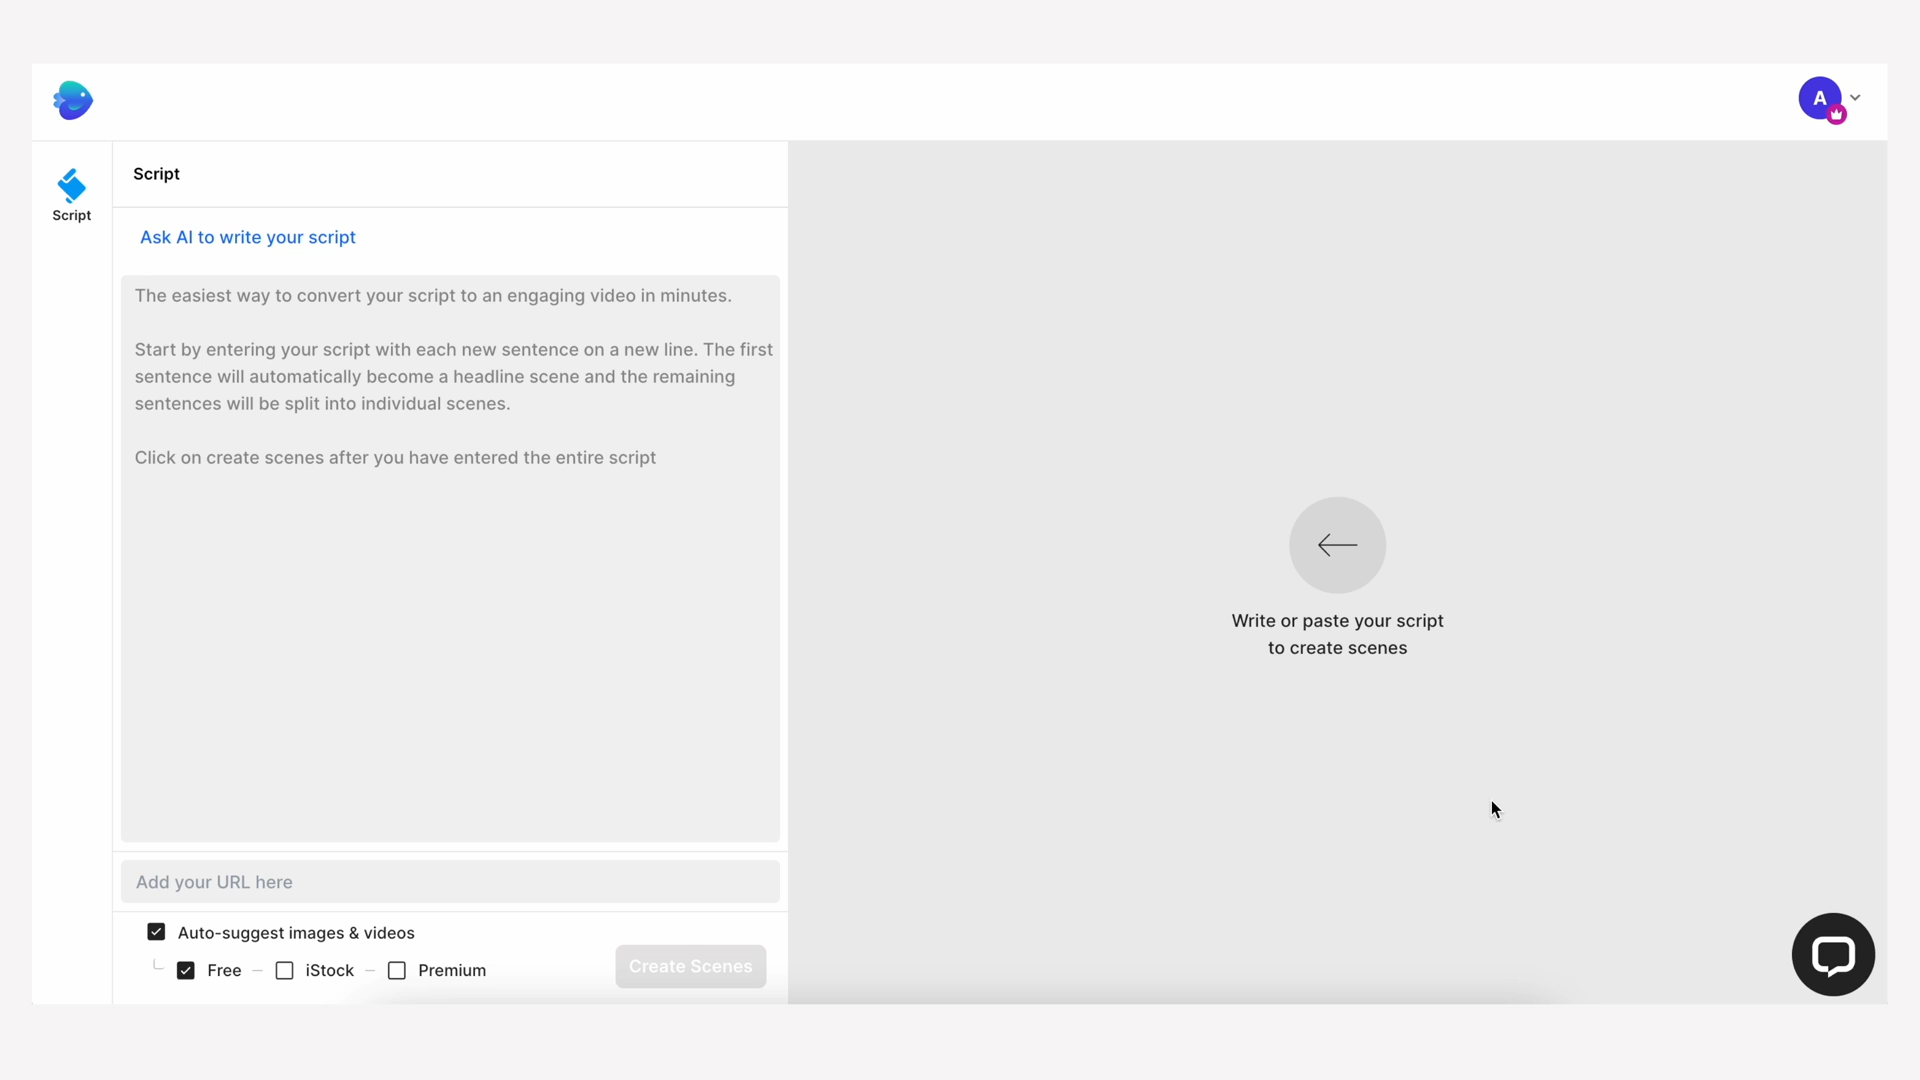 A
Script
Script
Ask AI to write your script
The easiest way to convert your script to an engaging video in minutes.
Start by entering your script with each new sentence on a new line. The first
sentence will automatically become a headline scene and the remaining
sentences will be split into individual scenes.
Click on create scenes after you have entered the entire script
Write or paste your script
to create scenes
Add your URL here
Auto-suggest images & videos
Free
iStock
Premium
Create Scenes